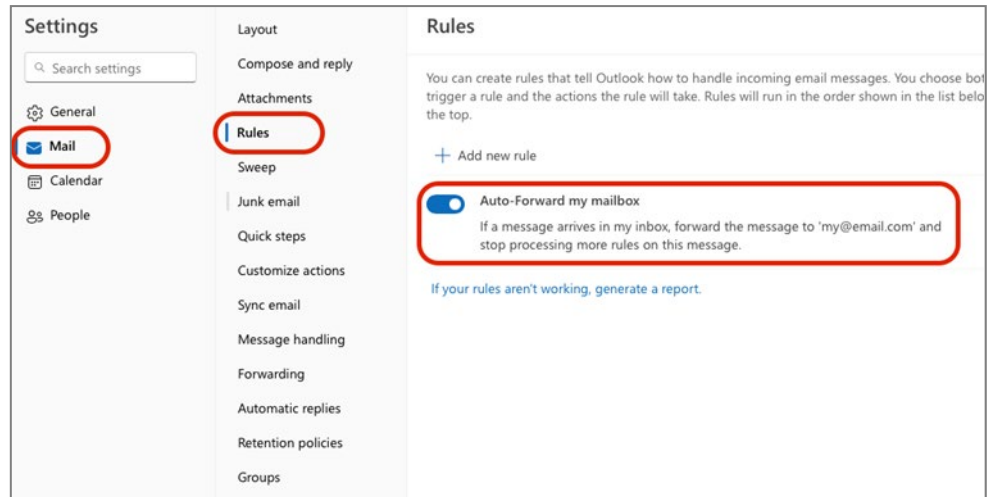 Settings
Search settings
General
Mail
Calendar
People
Layout
Compose and reply
Attachments
Rules
Sweep
Junk email
Quick steps
Customize actions
Sync email
Message handling
Forwarding
Automatic replies
Retention policies
Groups
Rules
You can create rules that tell Outlook how to handle incoming email messages. You choose
trigger a rule and the actions the rule will take. Rules will run in the order shown in the list
the top.
Add new rule
Auto-Forward my mailbox
If a message arrives in my inbox, forward the message to 'my@email.com' and
stop processing more rules on this message.
If your rules aren't working, generate a report.